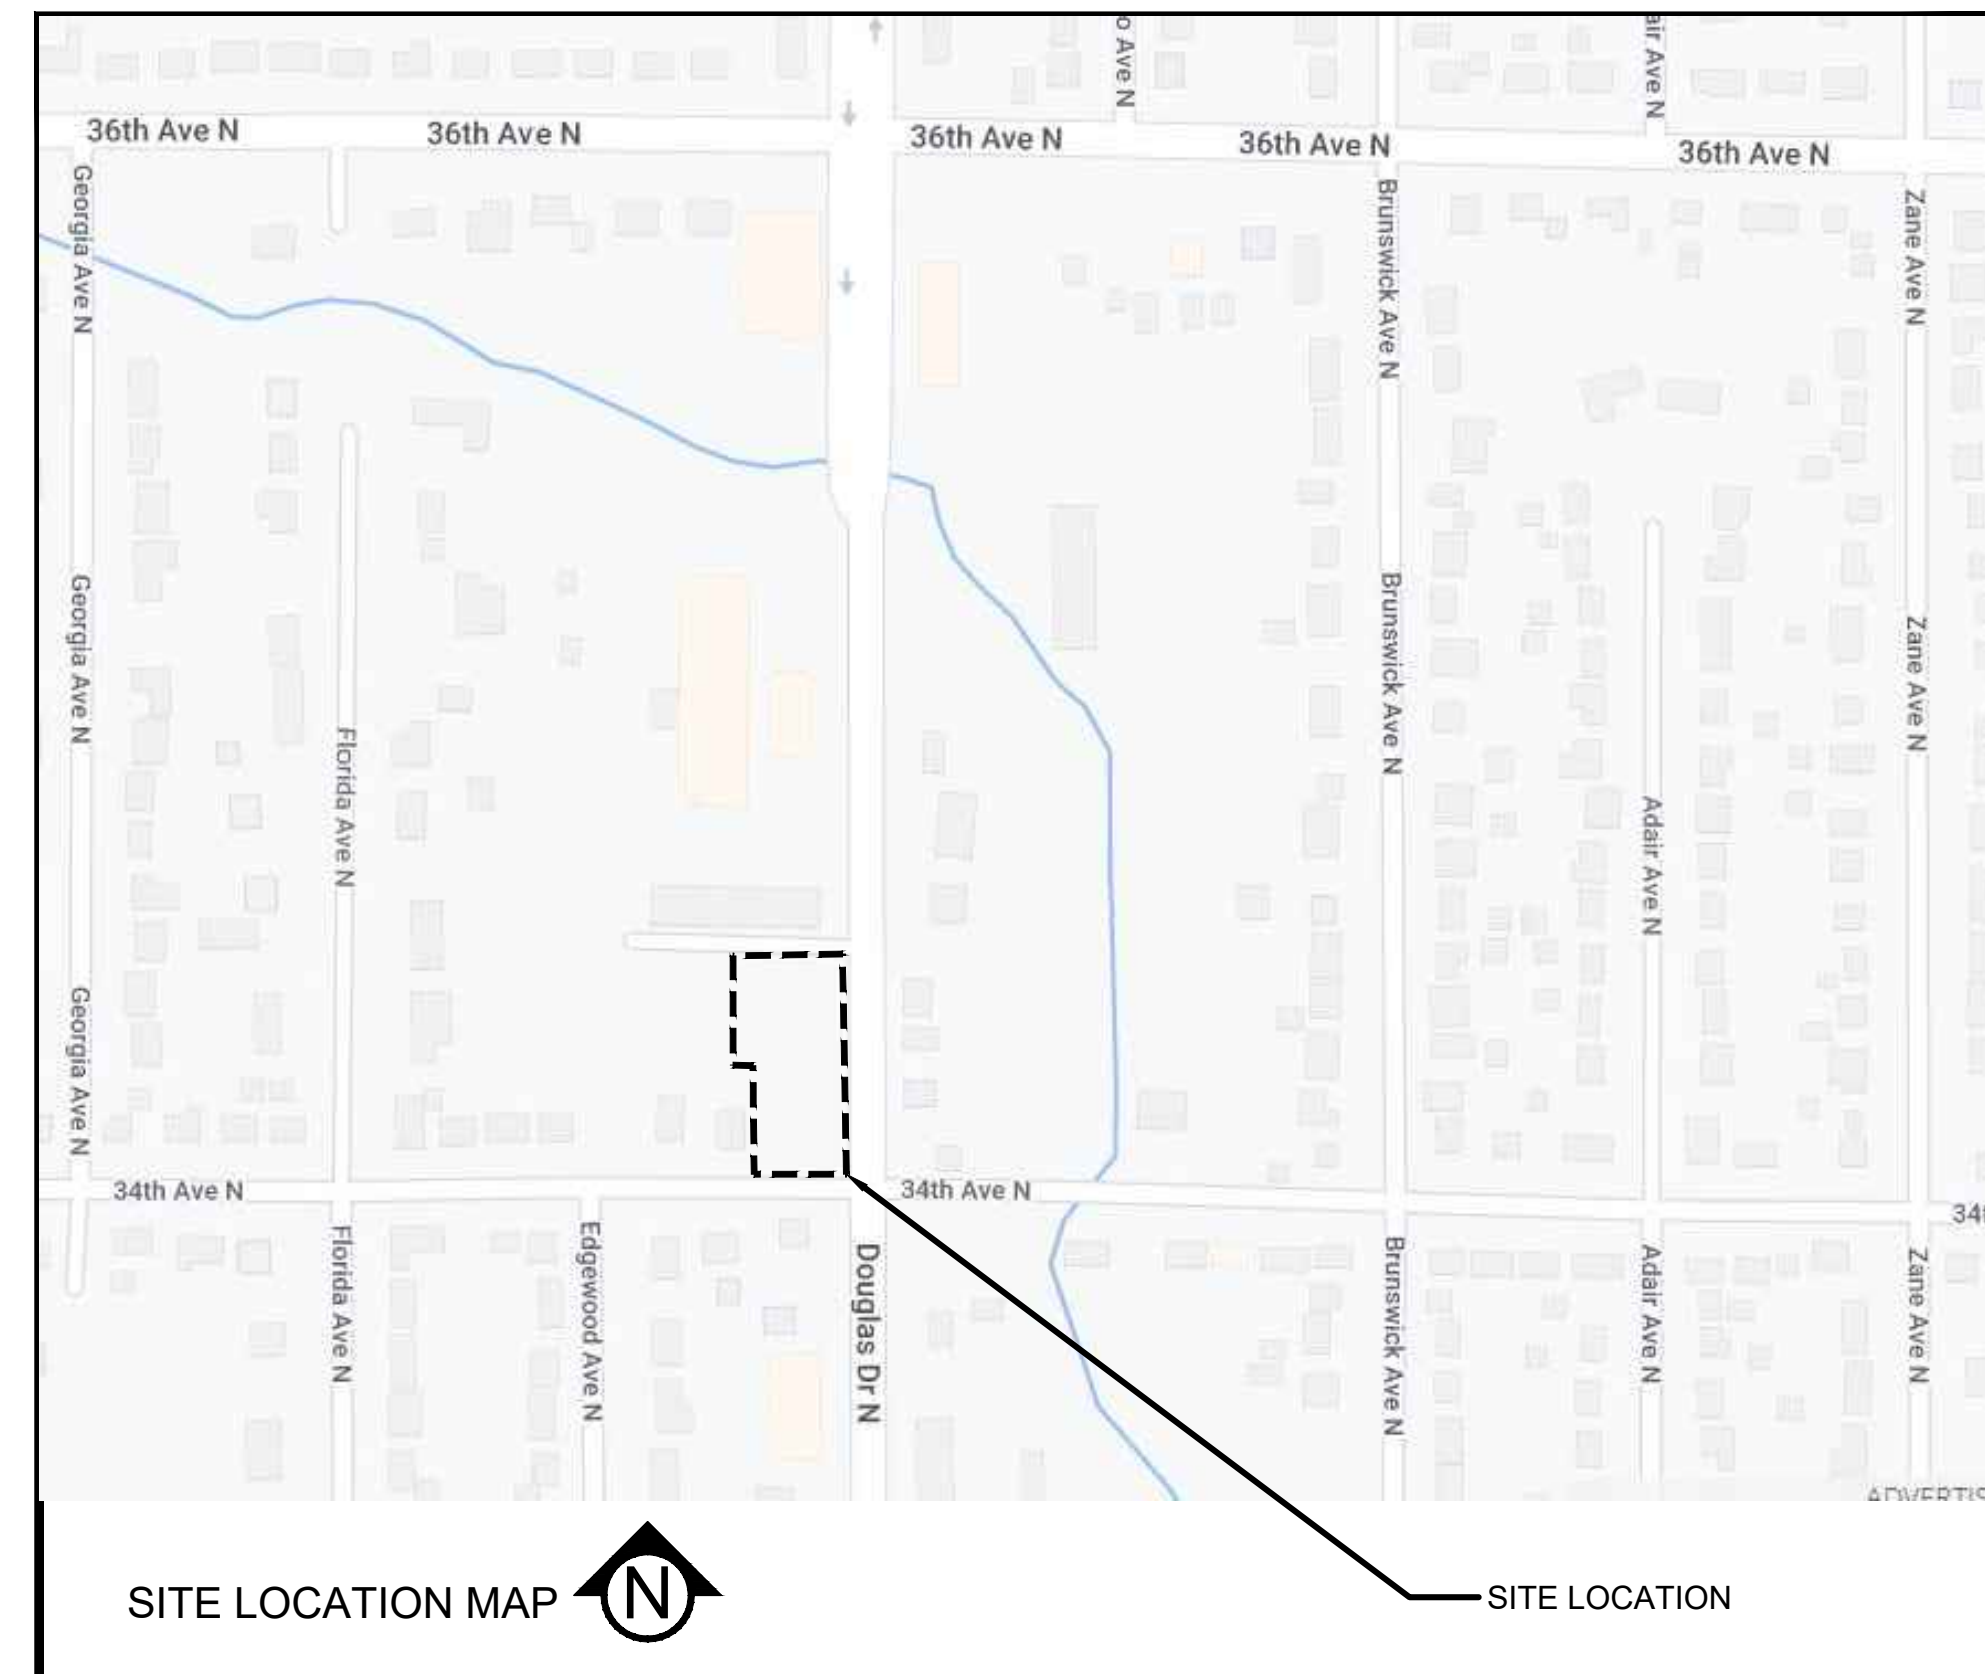 Ave N
Ave N
36th Ave N
36th Ave N
36th Ave N
36th Ave N
36th Ave N
Georgia Ave N
Brunswick Ave N
Zane Ave N
Georgia Ave N
Brunswick Ave N
Zane Ave N
Florida Ave N
Adair Ave N
Georgia Ave N
34th Ave N
34th Ave N
Florida Ave N
Edgewood Ave N
Douglas Dr N
Brunswick Ave N
Adair Ave N
Zane Ave N
SITE LOCATION MAP
N
SITE LOCATION